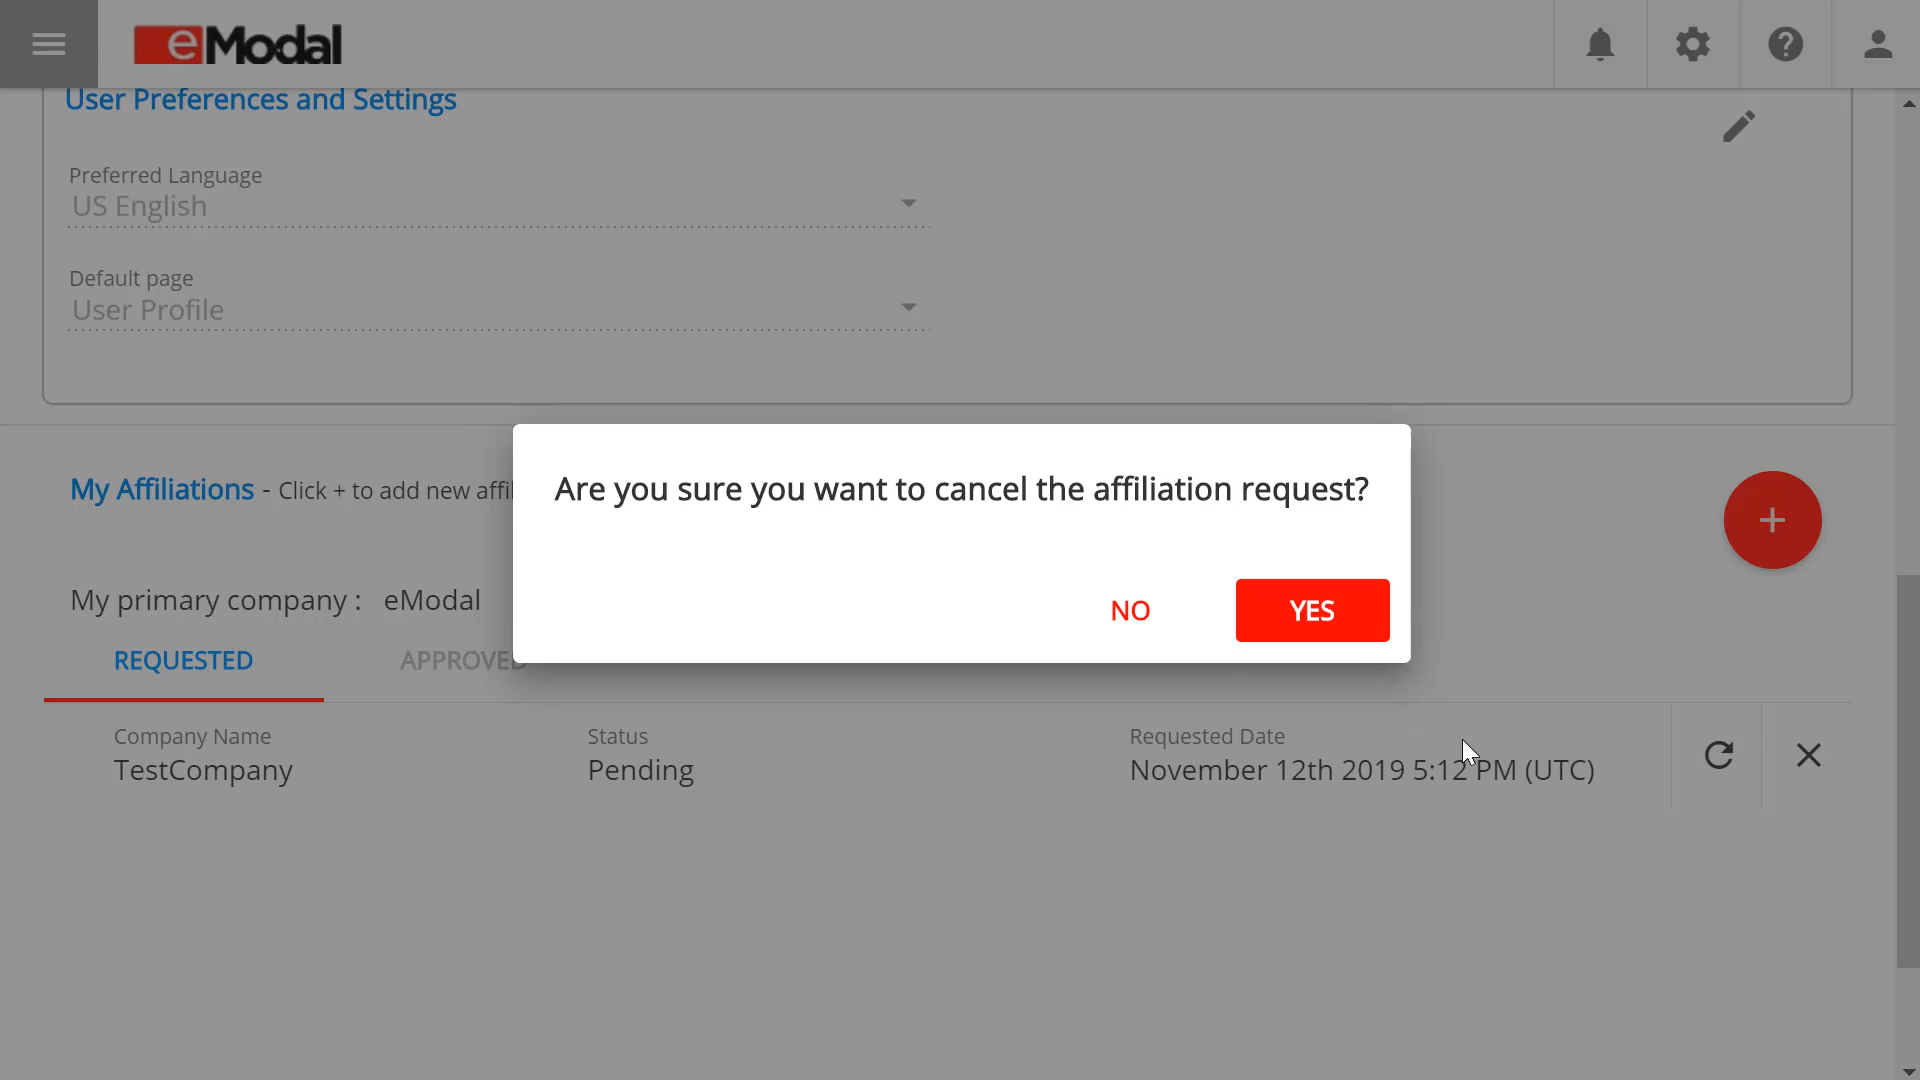 eModal
User Preferences and Settings
Preferred Language
US English
Default page
User Profile
Are you sure you want to cancel the affiliation request?
My Affiliations - Click + to add new affil
NO YES
My primary company : eModal
REQUESTED APPROVED
Company Name Status Requested Date
TestCompany Pending November 12th 2019 5:12 PM (UTC)